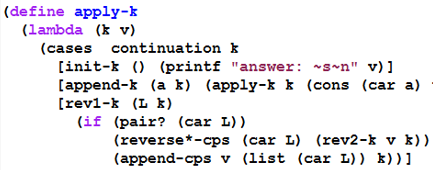 (define apply-k
(lambda (k v)
(cases continuation k
[init-k () (printf "answer: ~s~n" v)]
[append-k (a k) (apply-k k (cons (car a)
[rev1-k (L k)
(if (pair? (car L))
(reverse*-cps (car L) (rev2-k v k))
(append-cps v (list (car L)) k))]